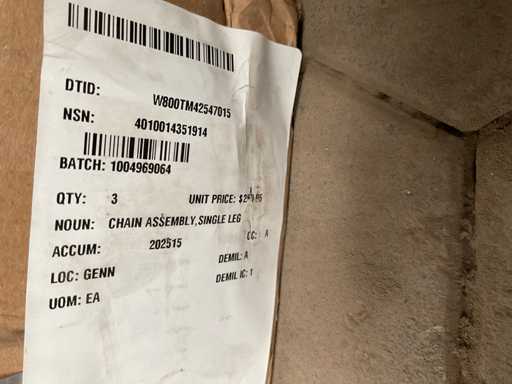 DTID: W800TM42547015
NSN: 4010014351914
BATCH: 1004969064
QTY: 3 UNIT PRICE:
NOUN: CHAIN ASSEMBLY,SINGLE LEG
ACCUM: 202515 CC: A
LOC: GENN DEMIL: A
UOM: EA DEMIL IC: 1